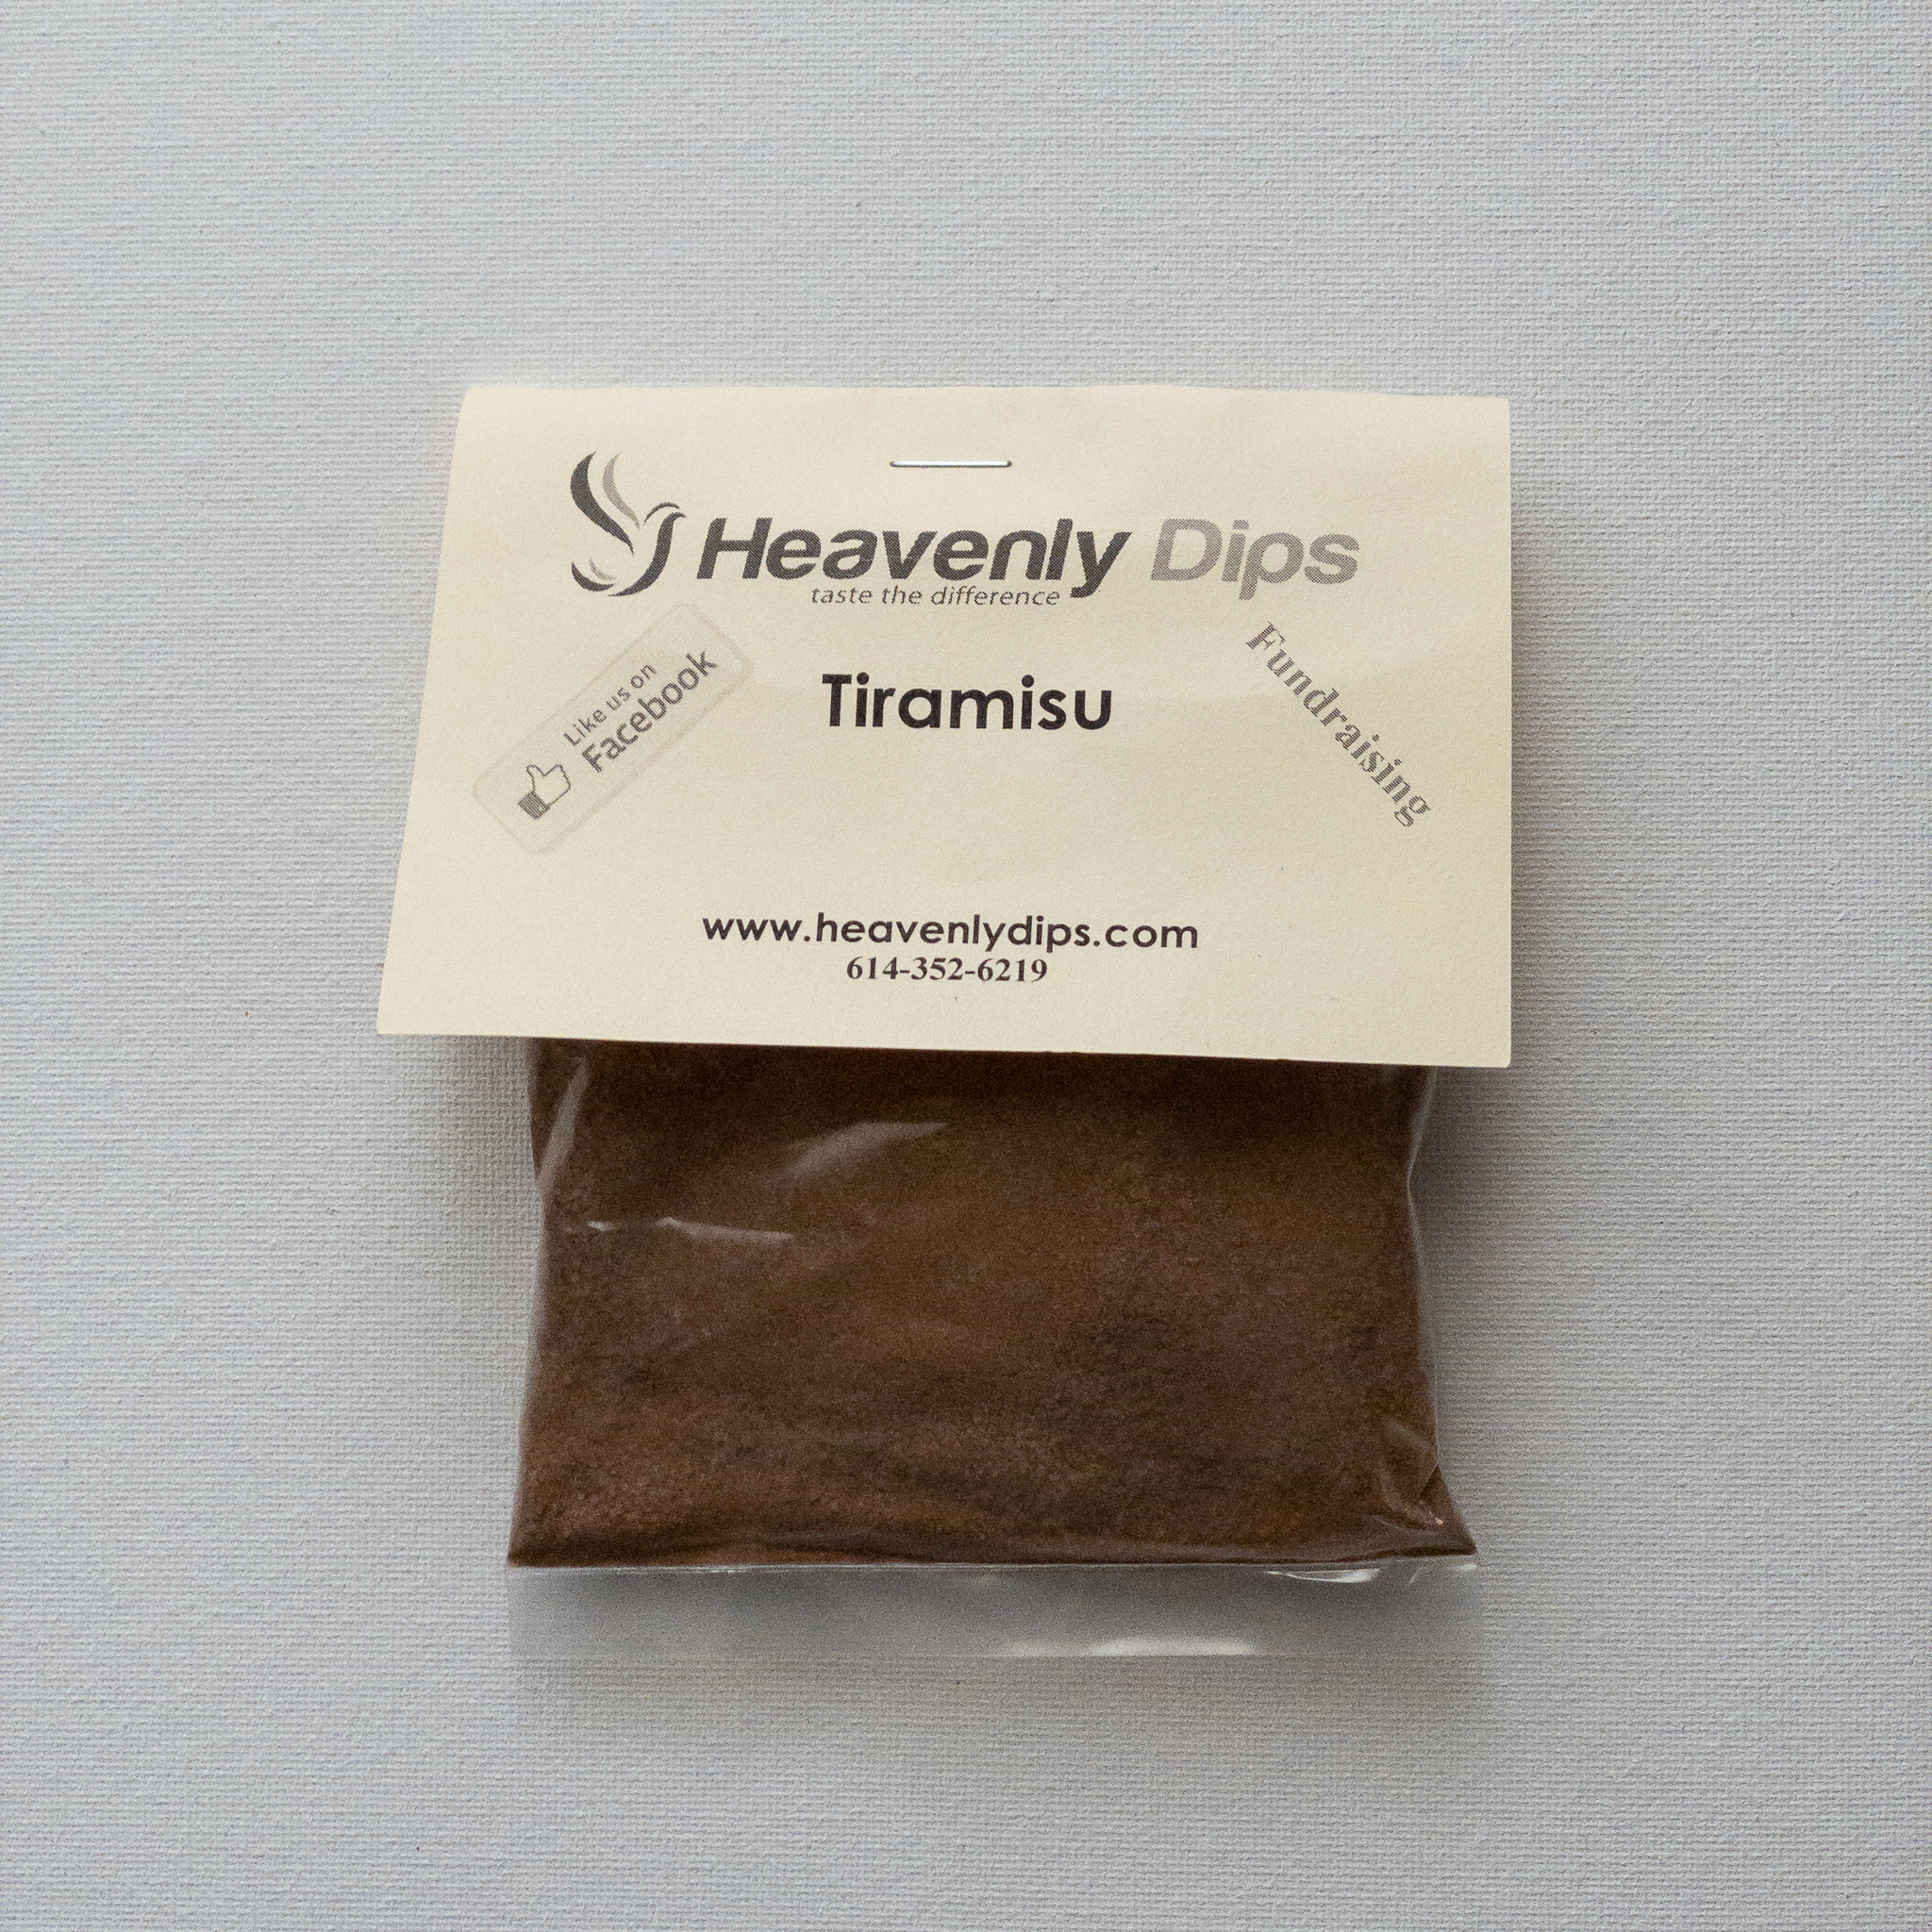 Heavenly Dips
taste the difference
Like us on
Facebook
Tiramisu
Fundraising
www.heavenlydips.com
614-352-6219